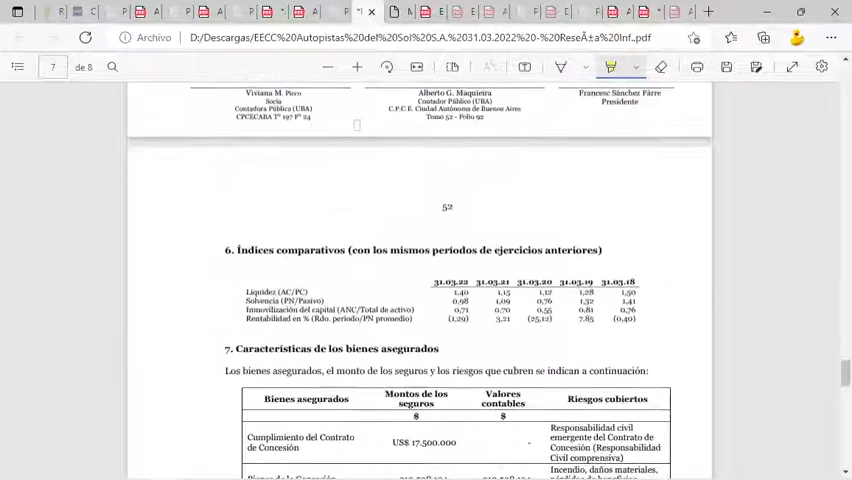 Archivo
D:/Descargas/EECC%20Autopistas%20del%20Sol%20S.A.%2031.03.2022%20-%20ReseÃ±a%20Inf..pdf
7
de 8
Viviana M. Picco
Socia
Contadora Pública (UBA)
CPCECABA Tº 197 Fº 24
Alberto G. Maquieira
Contador Público (UBA)
C.P.C.E. Ciudad Autónoma de Buenos Aires
Tomo 52 - Folio 92
Francesc Sánchez Fárre
Presidente
52
6. Índices comparativos (con los mismos períodos de ejercicios anteriores)
31.03.22 31.03.21 31.03.20 31.03.19 31.03.18
Liquidez (AC/PC) 1,40 1,15 1,12 1,28 1,50
Solvencia (PN/Pasivo) 0,98 1,09 0,76 1,32 1,41
Inmovilización del capital (ANC/Total de activo) 0,71 0,70 0,55 0,81 0,76
Rentabilidad en % (Rdo. periodo/PN promedio) (1,29) 3,21 (25,12) 7,85 (0,40)
7. Características de los bienes asegurados
Los bienes asegurados, el monto de los seguros y los riesgos que cubren se indican a continuación:
Bienes asegurados
Montos de los seguros
Valores contables
Riesgos cubiertos
$ $
Cumplimiento del Contrato de Concesión
US$ 17.500.000
-
Responsabilidad civil
emergente del Contrato de
Concesión (Responsabilidad
Civil comprensiva)
Incendio, daños materiales,